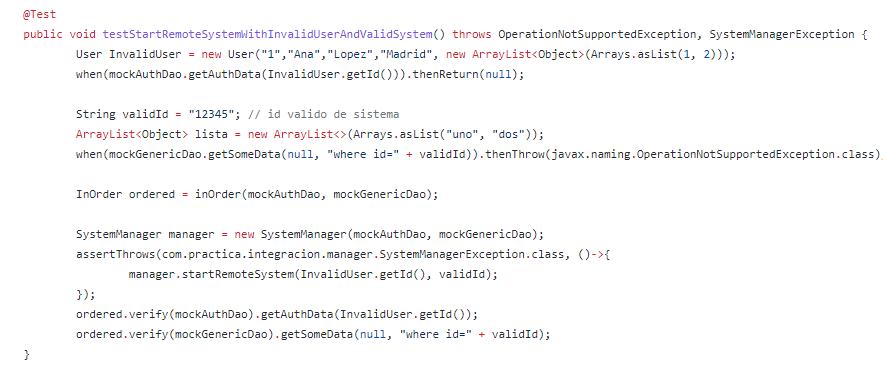 @Test
public void testStartRemoteSystemWithInvalidUserAndValidSystem() throws OperationNotSupportedException, SystemManagerException {
User InvalidUser = new User("1","Ana","Lopez","Madrid", new ArrayList<Object>(Arrays.asList(1, 2)));
when(mockAuthDao.getAuthData(InvalidUser.getId())).thenReturn(null);
String validId = "12345"; // id valido de sistema
ArrayList<Object> lista = new ArrayList<>(Arrays.asList("uno", "dos"));
when(mockGenericDao.getSomeData(null, "where id=" + validId)).thenThrow(javax.naming.OperationNotSupportedException.class)
InOrder ordered = inOrder(mockAuthDao, mockGenericDao);
SystemManager manager = new SystemManager(mockAuthDao, mockGenericDao);
assertThrows(com.practica.integracion.manager.SystemManagerException.class, ()->{
manager.startRemoteSystem(InvalidUser.getId(), validId);
});
ordered.verify(mockAuthDao).getAuthData(InvalidUser.getId());
ordered.verify(mockGenericDao).getSomeData(null, "where id=" + validId);
}